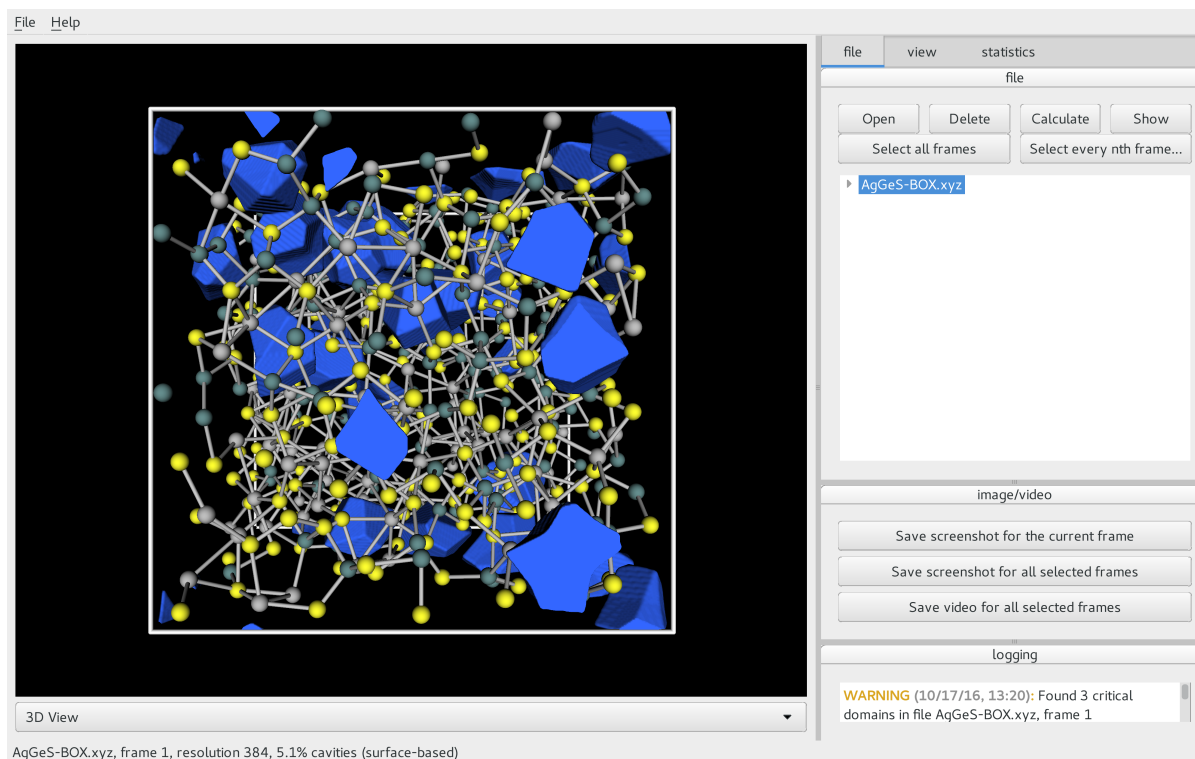 File Help
file view statistics
file
Open Delete Calculate Show
Select all frames Select every nth frame...
AgGeS-BOX.xyz
image/video
Save screenshot for the current frame
Save screenshot for all selected frames
Save video for all selected frames
logging
WARNING (10/17/16, 13:20): Found 3 critical
domains in file AgGeS-BOX.xyz, frame 1
3D View
AgGeS-BOX.xyz, frame 1, resolution 384, 5.1% cavities (surface-based)